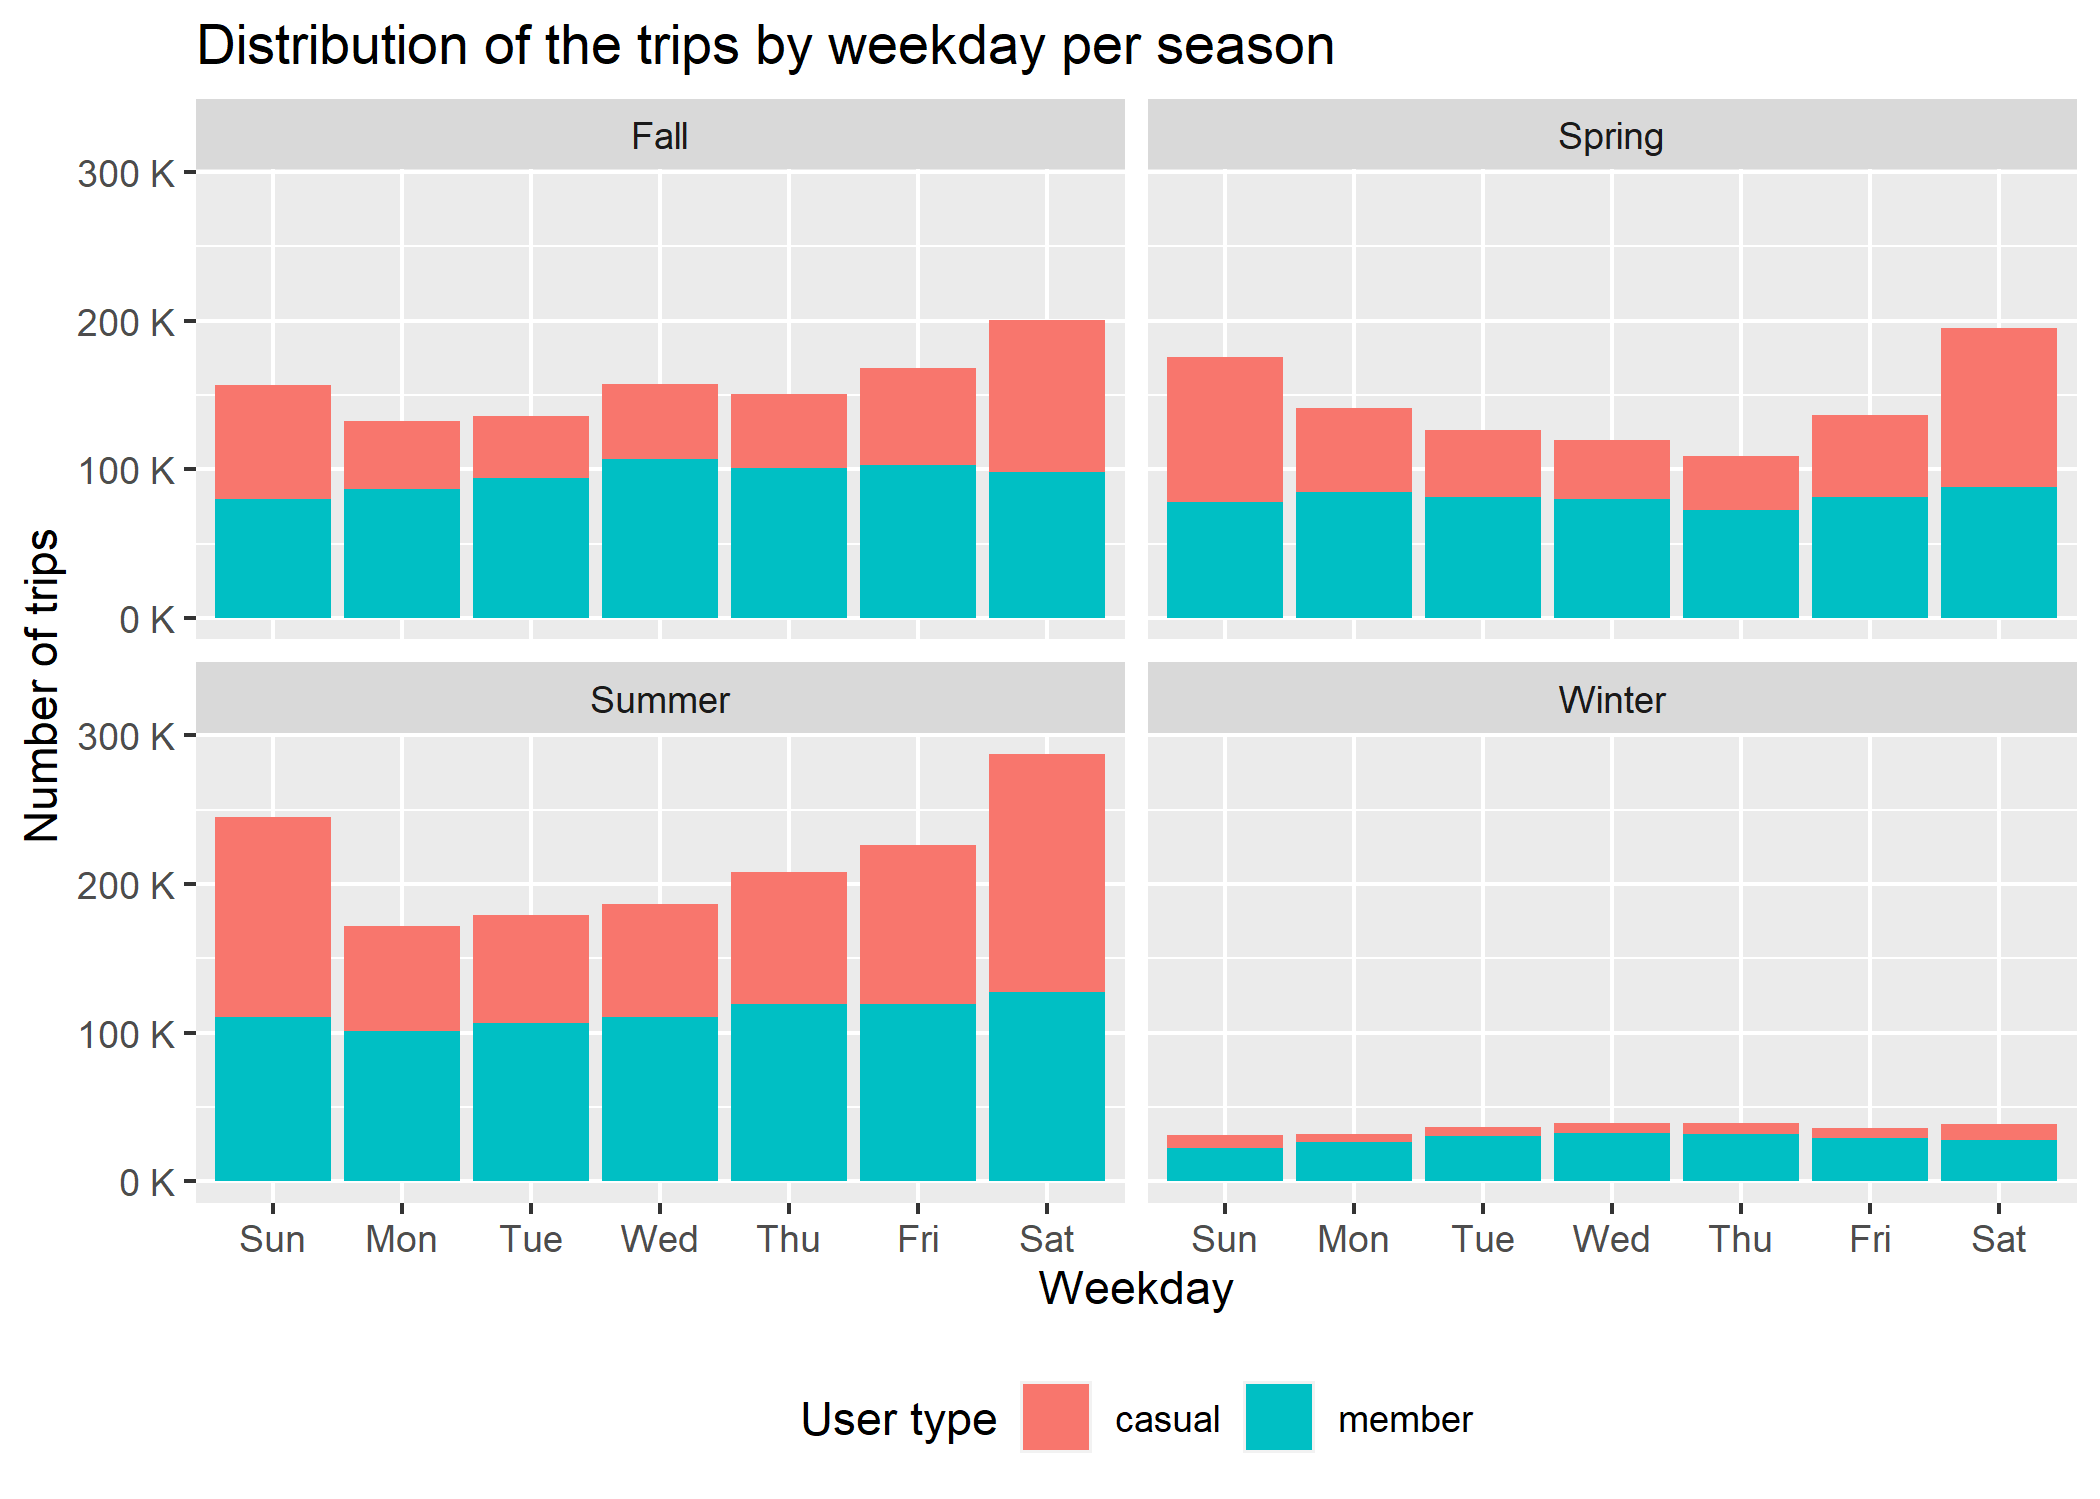 Distribution of the trips by weekday per season
Fall
Spring
300 K
200 K
100 K
0 K
Summer
Winter
300 K
200 K
100 K
0 K
Number of trips
Sun Mon Tue Wed Thu Fri Sat
Sun Mon Tue Wed Thu Fri Sat
Weekday
User type casual member